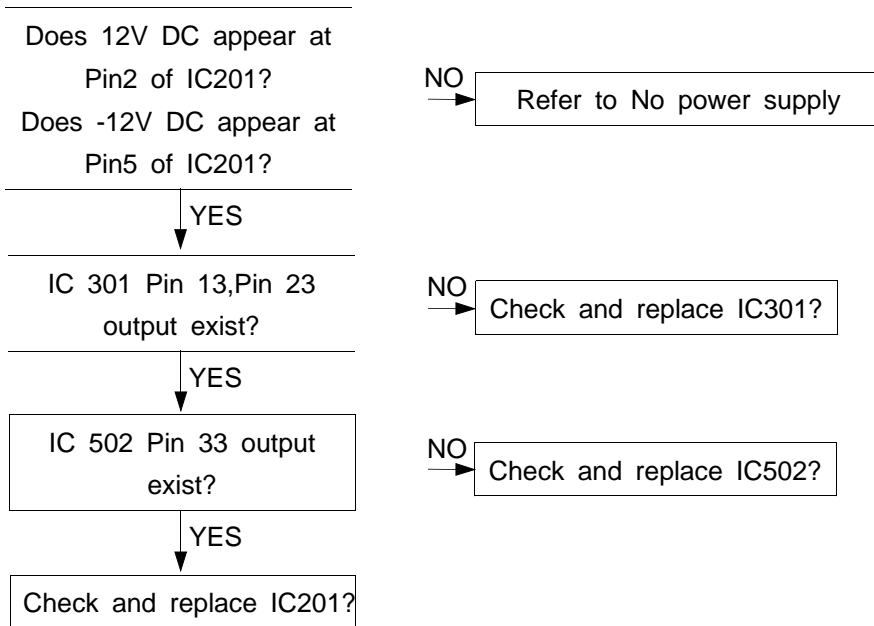 Does 12V DC appear at
Pin2 of IC201?
Does -12V DC appear at
Pin5 of IC201?
NO
Refer to No power supply
YES
IC 301 Pin 13,Pin 23
output exist?
NO
Check and replace IC301?
YES
IC 502 Pin 33 output
exist?
NO
Check and replace IC502?
YES
Check and replace IC201?